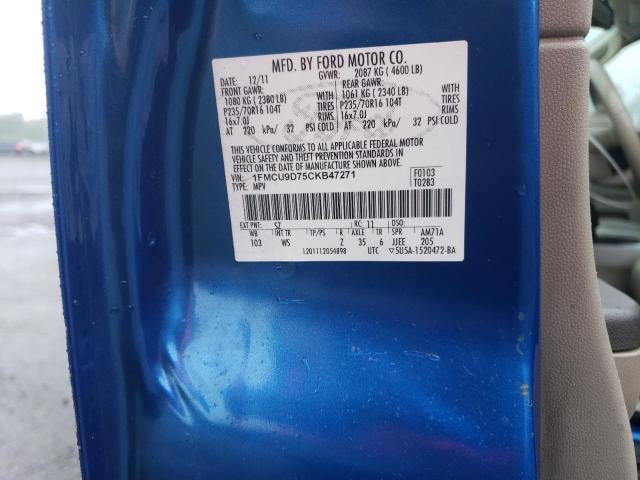 MFD. BY FORD MOTOR CO.
DATE: 12/11 GVWR: 2087 KG ( 4600 LB)
FRONT GAWR: REAR GAWR:
1080 KG ( 2380 LB) WITH 1061 KG ( 2340 LB) WITH
P235/70R16 104T TIRES P235/70R16 104T TIRES
16x7.0J RIMS 16x7.0J RIMS
AT 220 kPa/ 32 PSI COLD AT 220 kPa/ 32 PSI COLD
THIS VEHICLE CONFORMS TO ALL APPLICABLE FEDERAL MOTOR
VEHICLE SAFETY AND THEFT PREVENTION STANDARDS IN
EFFECT ON THE DATE OF MANUFACTURE SHOWN ABOVE.
VIN: 1FMCU9D75CKB47271 F0103
TYPE: MPV T0283
EXT PNT: SZ RC: 11 DSO:
WB INT TR TP/PS R AXLE TR SPR AM71A
103 WS Z 35 6 JJEE 205
1201112054898 UTC ▽5U5A-1520472-BA